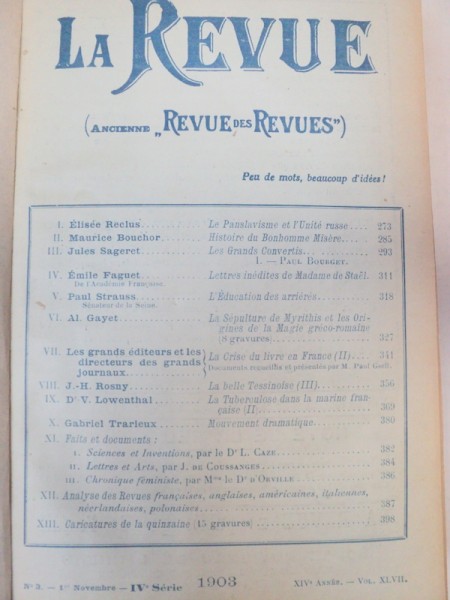 LA REVUE
(ANCIENNE „REVUE DES REVUES")
Peu de mots, beaucoup d'idées!
I. Élisée Reclus........ Le Panslavisme et l'Unité russe.... 273
II. Maurice Bouchor...... Histoire du Bonhomme Misère.... 285
III. Jules Sageret........ Les Grands Convertis.... 293
I. — PAUL BOURGET.
IV. Émile Faguet........ Lettres inédites de Madame de Staël. 311
De l'Académie Française.
V. Paul Strauss........ L'Éducation des arriérés.... 318
Sénateur de la Seine.
VI. Al. Gayet........ La Sépulture de Myrithis et les Ori-
gines de la Magie gréco-romaine
(8 gravures).... 327
VII. Les grands éditeurs et les
directeurs des grands
journaux.
La Crise du livre en France (II).... 341
Documents recueillis et présentés par M. Paul
VIII. J.-H. Rosny........ La belle Tessinoise (III).... 356
IX. Dr V. Lowenthal...... La Tuberculose dans la marine fran-
çaise (II).... 369
X. Gabriel Trarieux...... Mouvement dramatique.... 380
XI. Faits et documents :
I. Sciences et Inventions, par le Dr L. CAZE.... 382
II. Lettres et Arts, par J. DE COUSSANGES.... 384
III. Chronique féministe, par Mme le Dr D'ORVILLE.... 386
XII. Analyse des Revues françaises, anglaises, américaines, italiennes,
néerlandaises, polonaises.... 387
XIII. Caricatures de la quinzaine [15 gravures].... 398
No 3. — 1er Novembre — IVe Série 1903 XIVe ANNÉE. — VOL. XLVII.